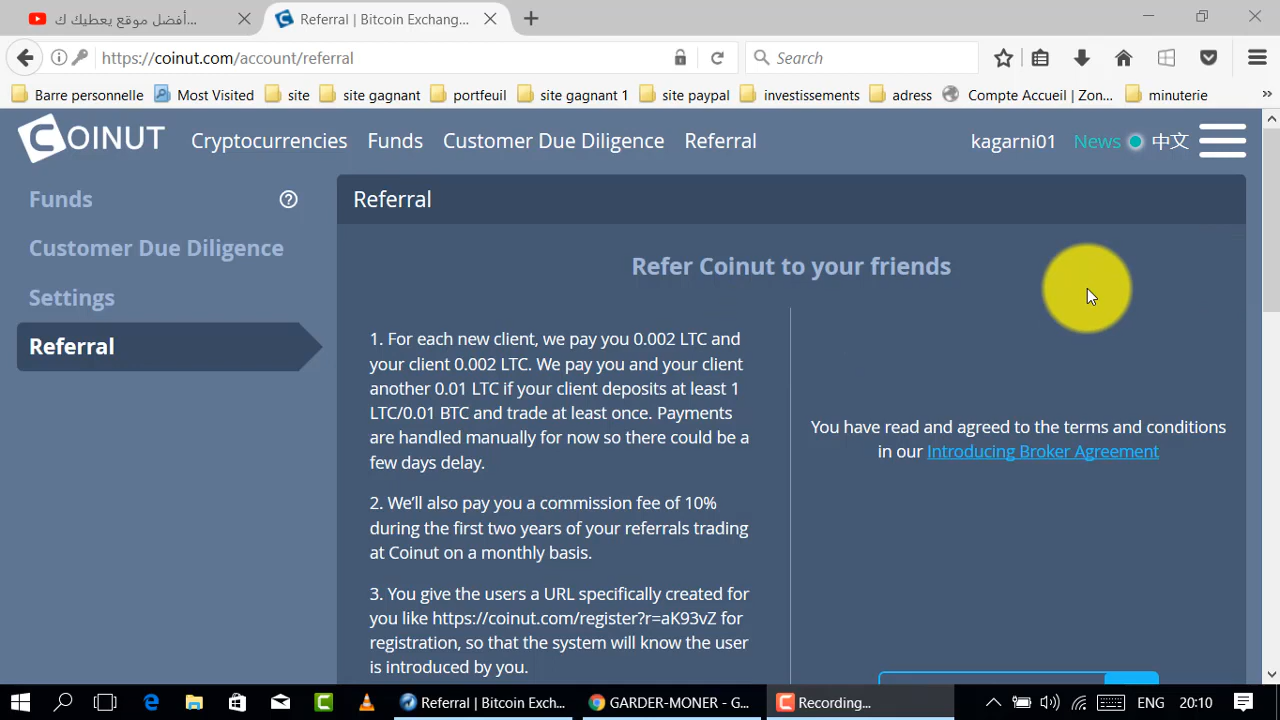 أفضل موقع يعطيك ك...
Referral | Bitcoin Exchang...
https://coinut.com/account/referral
Search
Barre personnelle
Most Visited
site
site gagnant
portfeuil
site gagnant 1
site paypal
investissements
adress
Compte Accueil | Zon...
minuterie
COINUT
Cryptocurrencies
Funds
Customer Due Diligence
Referral
kagarni01
News
中文
Funds
Customer Due Diligence
Settings
Referral
Referral
Refer Coinut to your friends
1. For each new client, we pay you 0.002 LTC and
your client 0.002 LTC. We pay you and your client
another 0.01 LTC if your client deposits at least 1
LTC/0.01 BTC and trade at least once. Payments
are handled manually for now so there could be a
few days delay.
2. We'll also pay you a commission fee of 10%
during the first two years of your referrals trading
at Coinut on a monthly basis.
3. You give the users a URL specifically created for
you like https://coinut.com/register?r=aK93vZ for
registration, so that the system will know the user
is introduced by you.
You have read and agreed to the terms and conditions
in our Introducing Broker Agreement
Referral | Bitcoin Exch...
GARDER-MONER - G...
Recording...
ENG
20:10